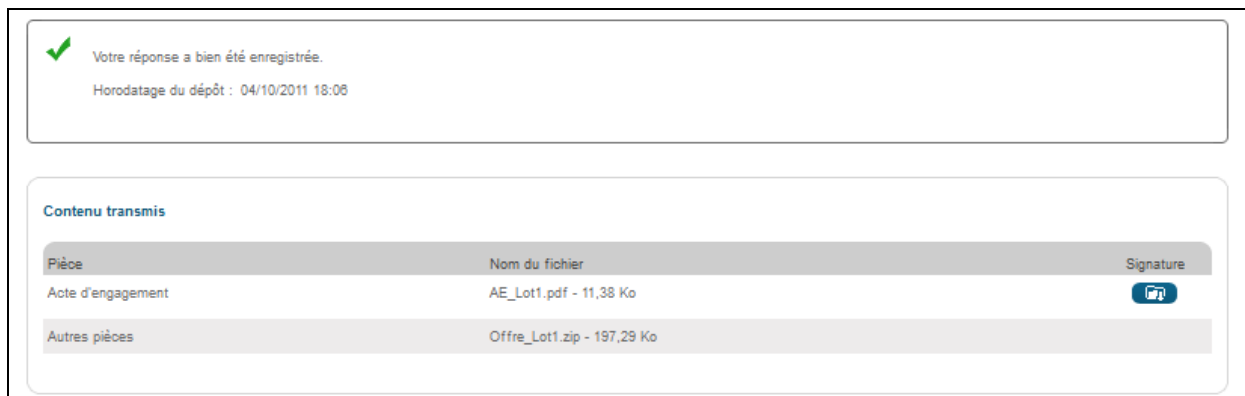 Votre réponse a bien été enregistrée.
Horodatage du dépôt : 04/10/2011 18:06
Contenu transmis
Pièce Nom du fichier Signature
Acte d'engagement AE_Lot1.pdf - 11,38 Ko
Autres pièces Offre_Lot1.zip - 197,29 Ko